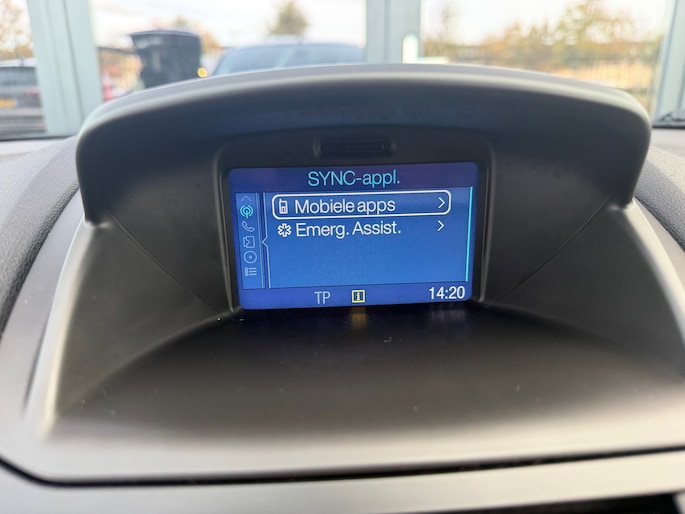 SYNC-appl.
Mobiele apps
Emerg. Assist.
TP 14:20